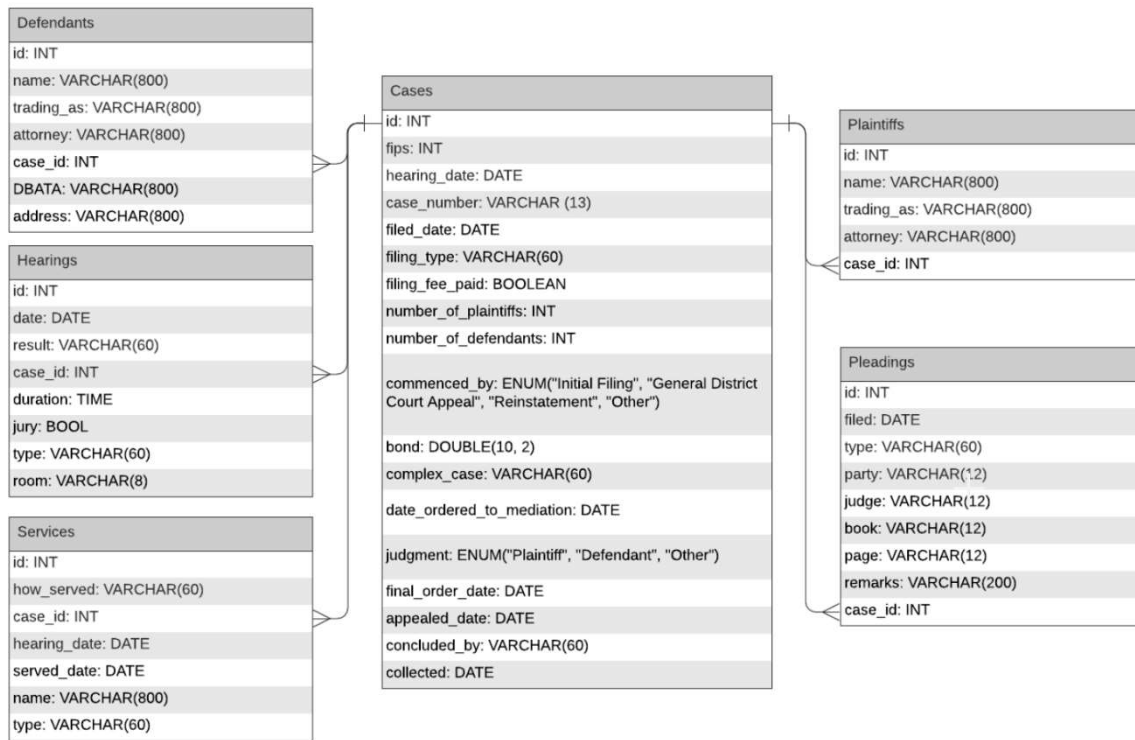 Defendants
id: INT
name: VARCHAR(800)
trading_as: VARCHAR(800)
attorney: VARCHAR(800)
case_id: INT
DBATA: VARCHAR(800)
address: VARCHAR(800)
Hearings
id: INT
date: DATE
result: VARCHAR(60)
case_id: INT
duration: TIME
jury: BOOL
type: VARCHAR(60)
room: VARCHAR(8)
Services
id: INT
how_served: VARCHAR(60)
case_id: INT
hearing_date: DATE
served_date: DATE
name: VARCHAR(800)
type: VARCHAR(60)
Cases
id: INT
fips: INT
hearing_date: DATE
case_number: VARCHAR (13)
filed_date: DATE
filing_type: VARCHAR(60)
filing_fee_paid: BOOLEAN
number_of_plaintiffs: INT
number_of_defendants: INT
commenced_by: ENUM("Initial Filing", "General District
Court Appeal", "Reinstatement", "Other")
bond: DOUBLE(10, 2)
complex_case: VARCHAR(60)
date_ordered_to_mediation: DATE
judgment: ENUM("Plaintiff", "Defendant", "Other")
final_order_date: DATE
appealed_date: DATE
concluded_by: VARCHAR(60)
collected: DATE
Plaintiffs
id: INT
name: VARCHAR(800)
trading_as: VARCHAR(800)
attorney: VARCHAR(800)
case_id: INT
Pleadings
id: INT
filed: DATE
type: VARCHAR(60)
party: VARCHAR(12)
judge: VARCHAR(12)
book: VARCHAR(12)
page: VARCHAR(12)
remarks: VARCHAR(200)
case_id: INT